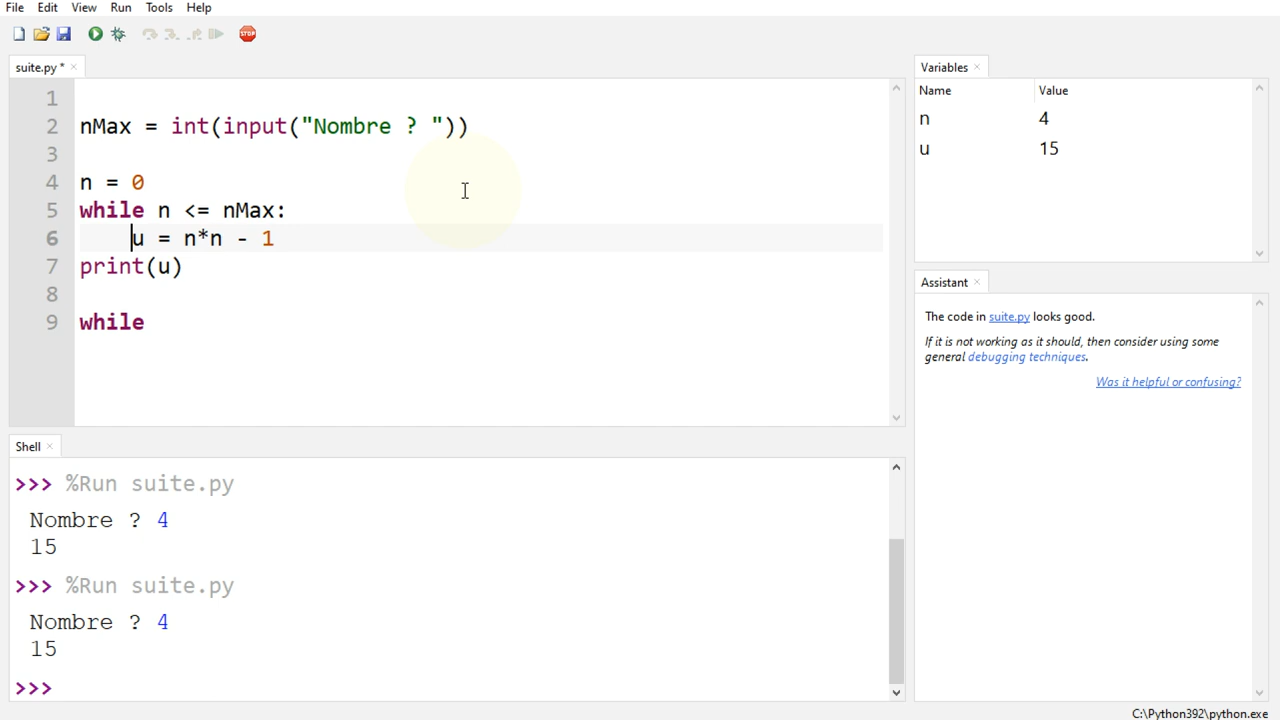 File Edit View Run Tools Help
STOP
suite.py * ×
1
2 nMax = int(input("Nombre ? "))
3
4 n = 0
5 while n <= nMax:
6     u = n*n - 1
7 print(u)
8
9 while
Variables ×
Name Value
n 4
u 15
Assistant ×
The code in suite.py looks good.
If it is not working as it should, then consider using some
general debugging techniques.
Was it helpful or confusing?
Shell ×
>>> %Run suite.py
Nombre ? 4
15
>>> %Run suite.py
Nombre ? 4
15
>>>
C:\Python392\python.exe